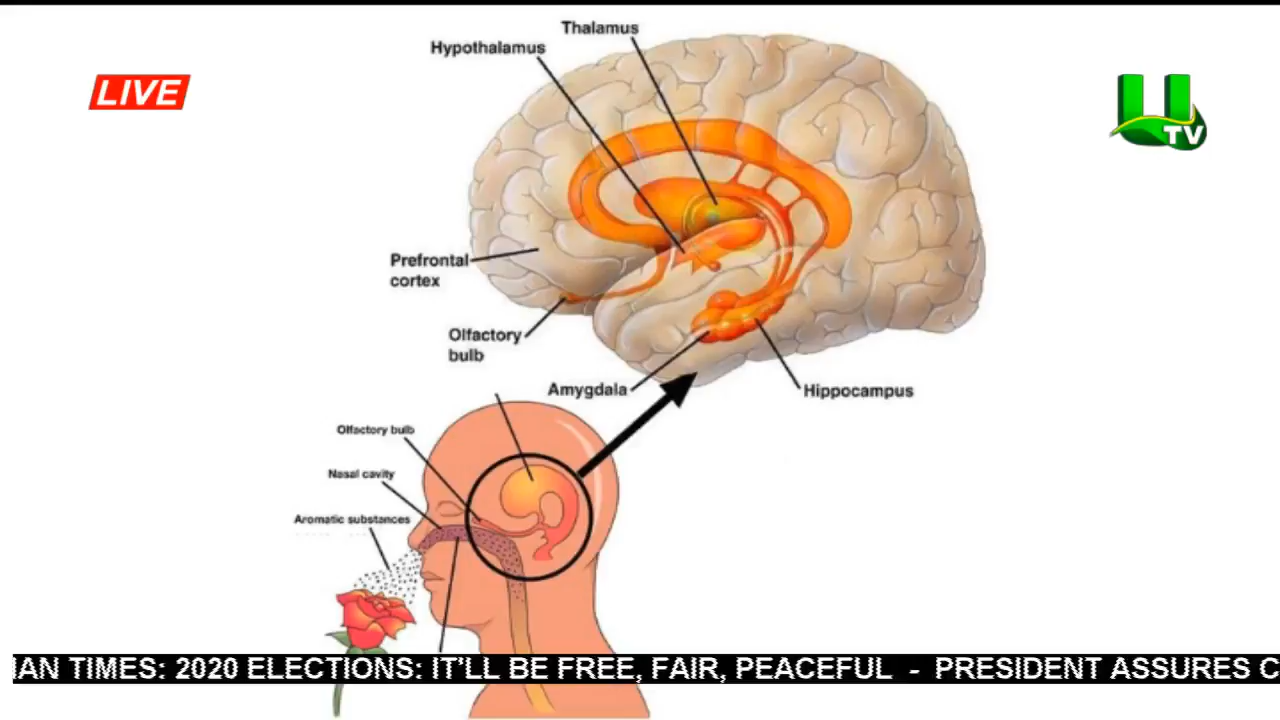 Thalamus
Hypothalamus
LIVE
TV
Prefrontal
cortex
Olfactory
bulb
Amygdala
Hippocampus
Olfactory bulb
Nasal cavity
Aromatic substances
IAN TIMES: 2020 ELECTIONS: IT'LL BE FREE, FAIR, PEACEFUL - PRESIDENT ASSURES C